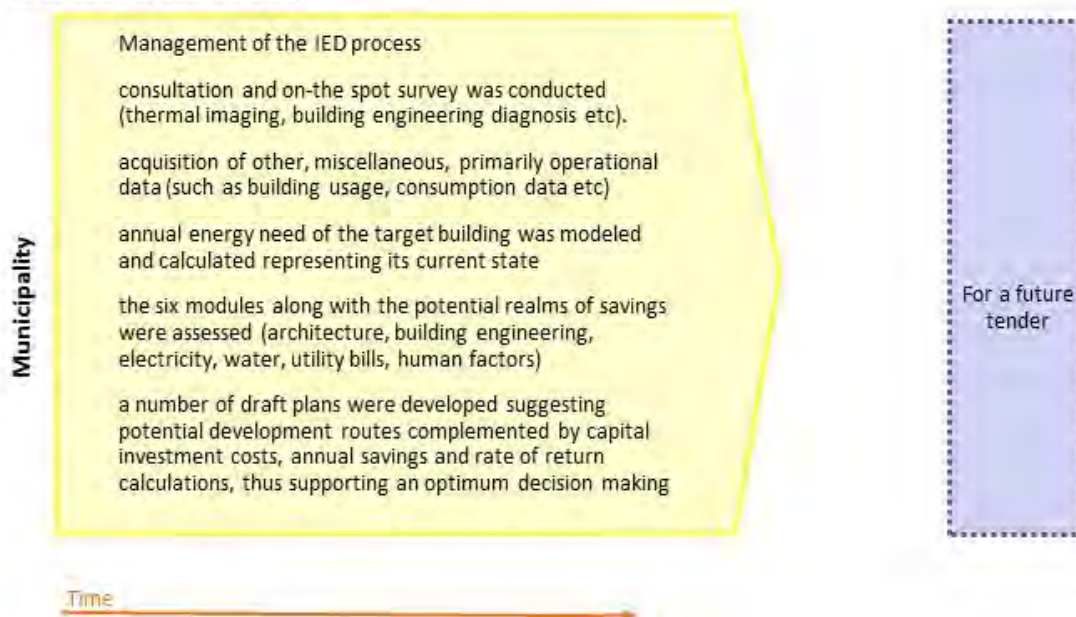 Municipality
Management of the IED process
consultation and on-the spot survey was conducted
(thermal imaging, building engineering diagnosis etc).
acquisition of other, miscellaneous, primarily operational
data (such as building usage, consumption data etc)
annual energy need of the target building was modeled
and calculated representing its current state
the six modules along with the potential realms of savings
were assessed (architecture, building engineering,
electricity, water, utility bills, human factors)
a number of draft plans were developed suggesting
potential development routes complemented by capital
investment costs, annual savings and rate of return
calculations, thus supporting an optimum decision making
For a future
tender
Time